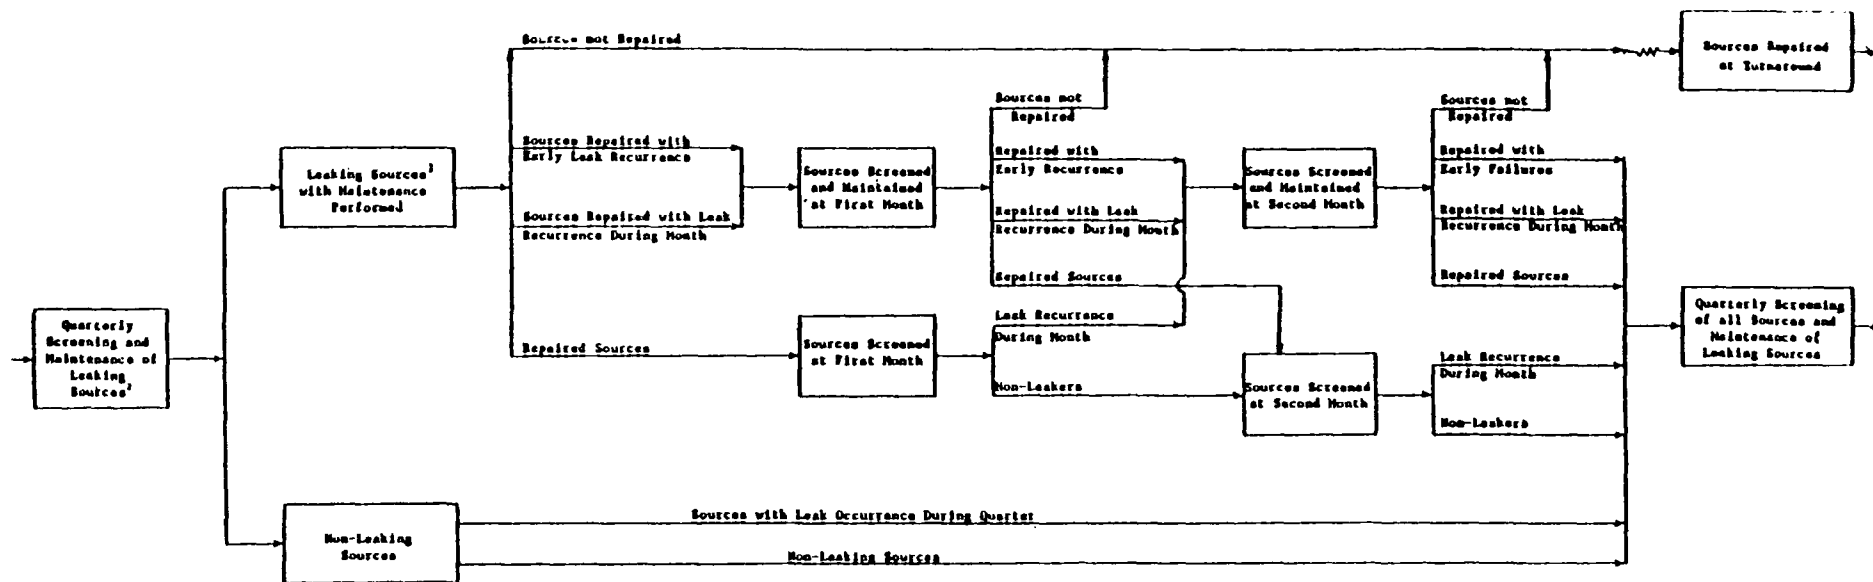 Sources not Repaired
Sources Repaired
at Turnaround
Sources not
Repaired
Sources not
Repaired
Sources Repaired with
Early Leak Recurrence
Repaired with
Early Recurrence
Repaired with
Early Failures
Leaking Sources
with Maintenance
Performed
Sources Screened
and Maintained
at First Month
Sources Screened
and Maintained
at Second Month
Sources Repaired with Leak
Recurrence During Month
Repaired with Leak
Recurrence During Month
Repaired with Leak
Recurrence During Month
Repaired Sources
Repaired Sources
Quarterly
Screening and
Maintenance of
Leaking
Sources²
Leak Recurrence
During Month
Quarterly Screening
of all Sources and
Maintenance of
Leaking Sources
Repaired Sources
Sources Screened
at First Month
Leak Recurrence
During Month
Non-Leakers
Sources Screened
at Second Month
Non-Leakers
Sources with Leak Occurrance During Quarter
Non-Leaking
Sources
Non-Leaking Sources